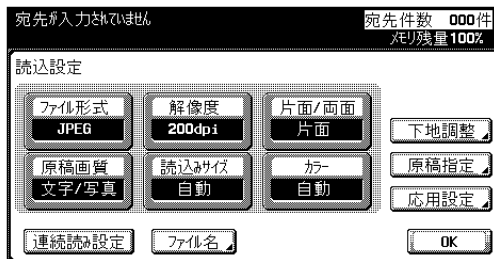 宛先が入力されていません
宛先件数 000件
メモリ残量100%
読込設定
ファイル形式 解像度 片面/両面
JPEG 200dpi 片面
下地調整
原稿画質 読込みサイズ カラー
文字/写真 自動 自動
原稿指定
応用設定
連続読み設定 ファイル名 OK